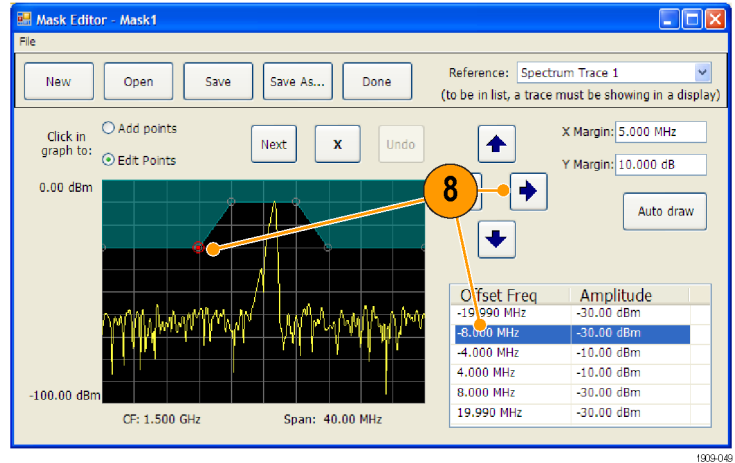 Mask Editor - Mask1
File
New
Open
Save
Save As...
Done
Reference: Spectrum Trace 1
(to be in list, a trace must be showing in a display)
Click in
graph to:
Add points
Edit Points
Next
X
Undo
X Margin: 5.000 MHz
Y Margin: 10.000 dB
Auto draw
8
0.00 dBm
-100.00 dBm
CF: 1.500 GHz
Span: 40.00 MHz
Offset Freq Amplitude
-19.990 MHz -30.00 dBm
-8.000 MHz -30.00 dBm
-4.000 MHz -10.00 dBm
4.000 MHz -10.00 dBm
8.000 MHz -30.00 dBm
19.990 MHz -30.00 dBm
1909-049